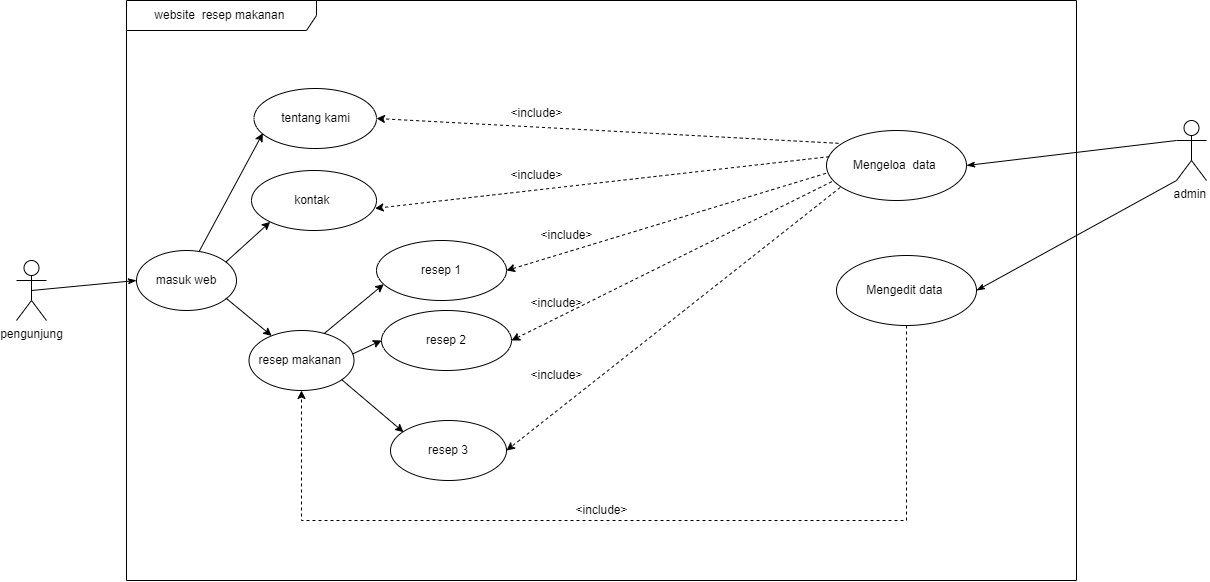 website  resep makanan
tentang kami
<include>
Mengeloa  data
admin
<include>
kontak
<include>
resep 1
masuk web
Mengedit data
<include>
pengunjung
resep 2
resep makanan
<include>
resep 3
<include>